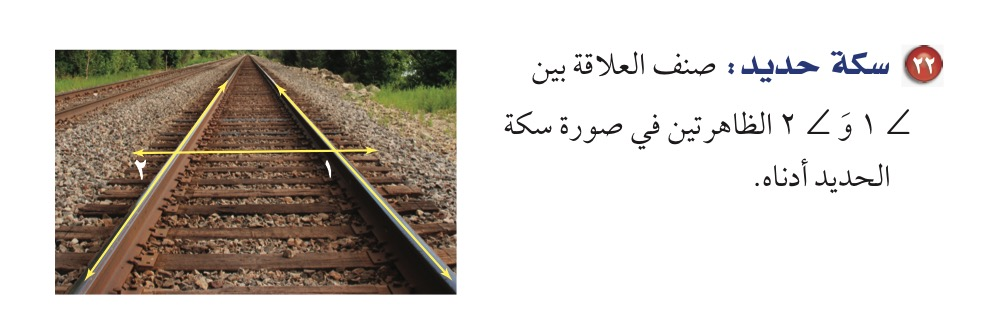 ٢٢ سكة حديد: صنف العلاقة بين
∠ ١ وَ ∠ ٢ الظاهرتين في صورة سكة
الحديد أدناه.
٢ ١